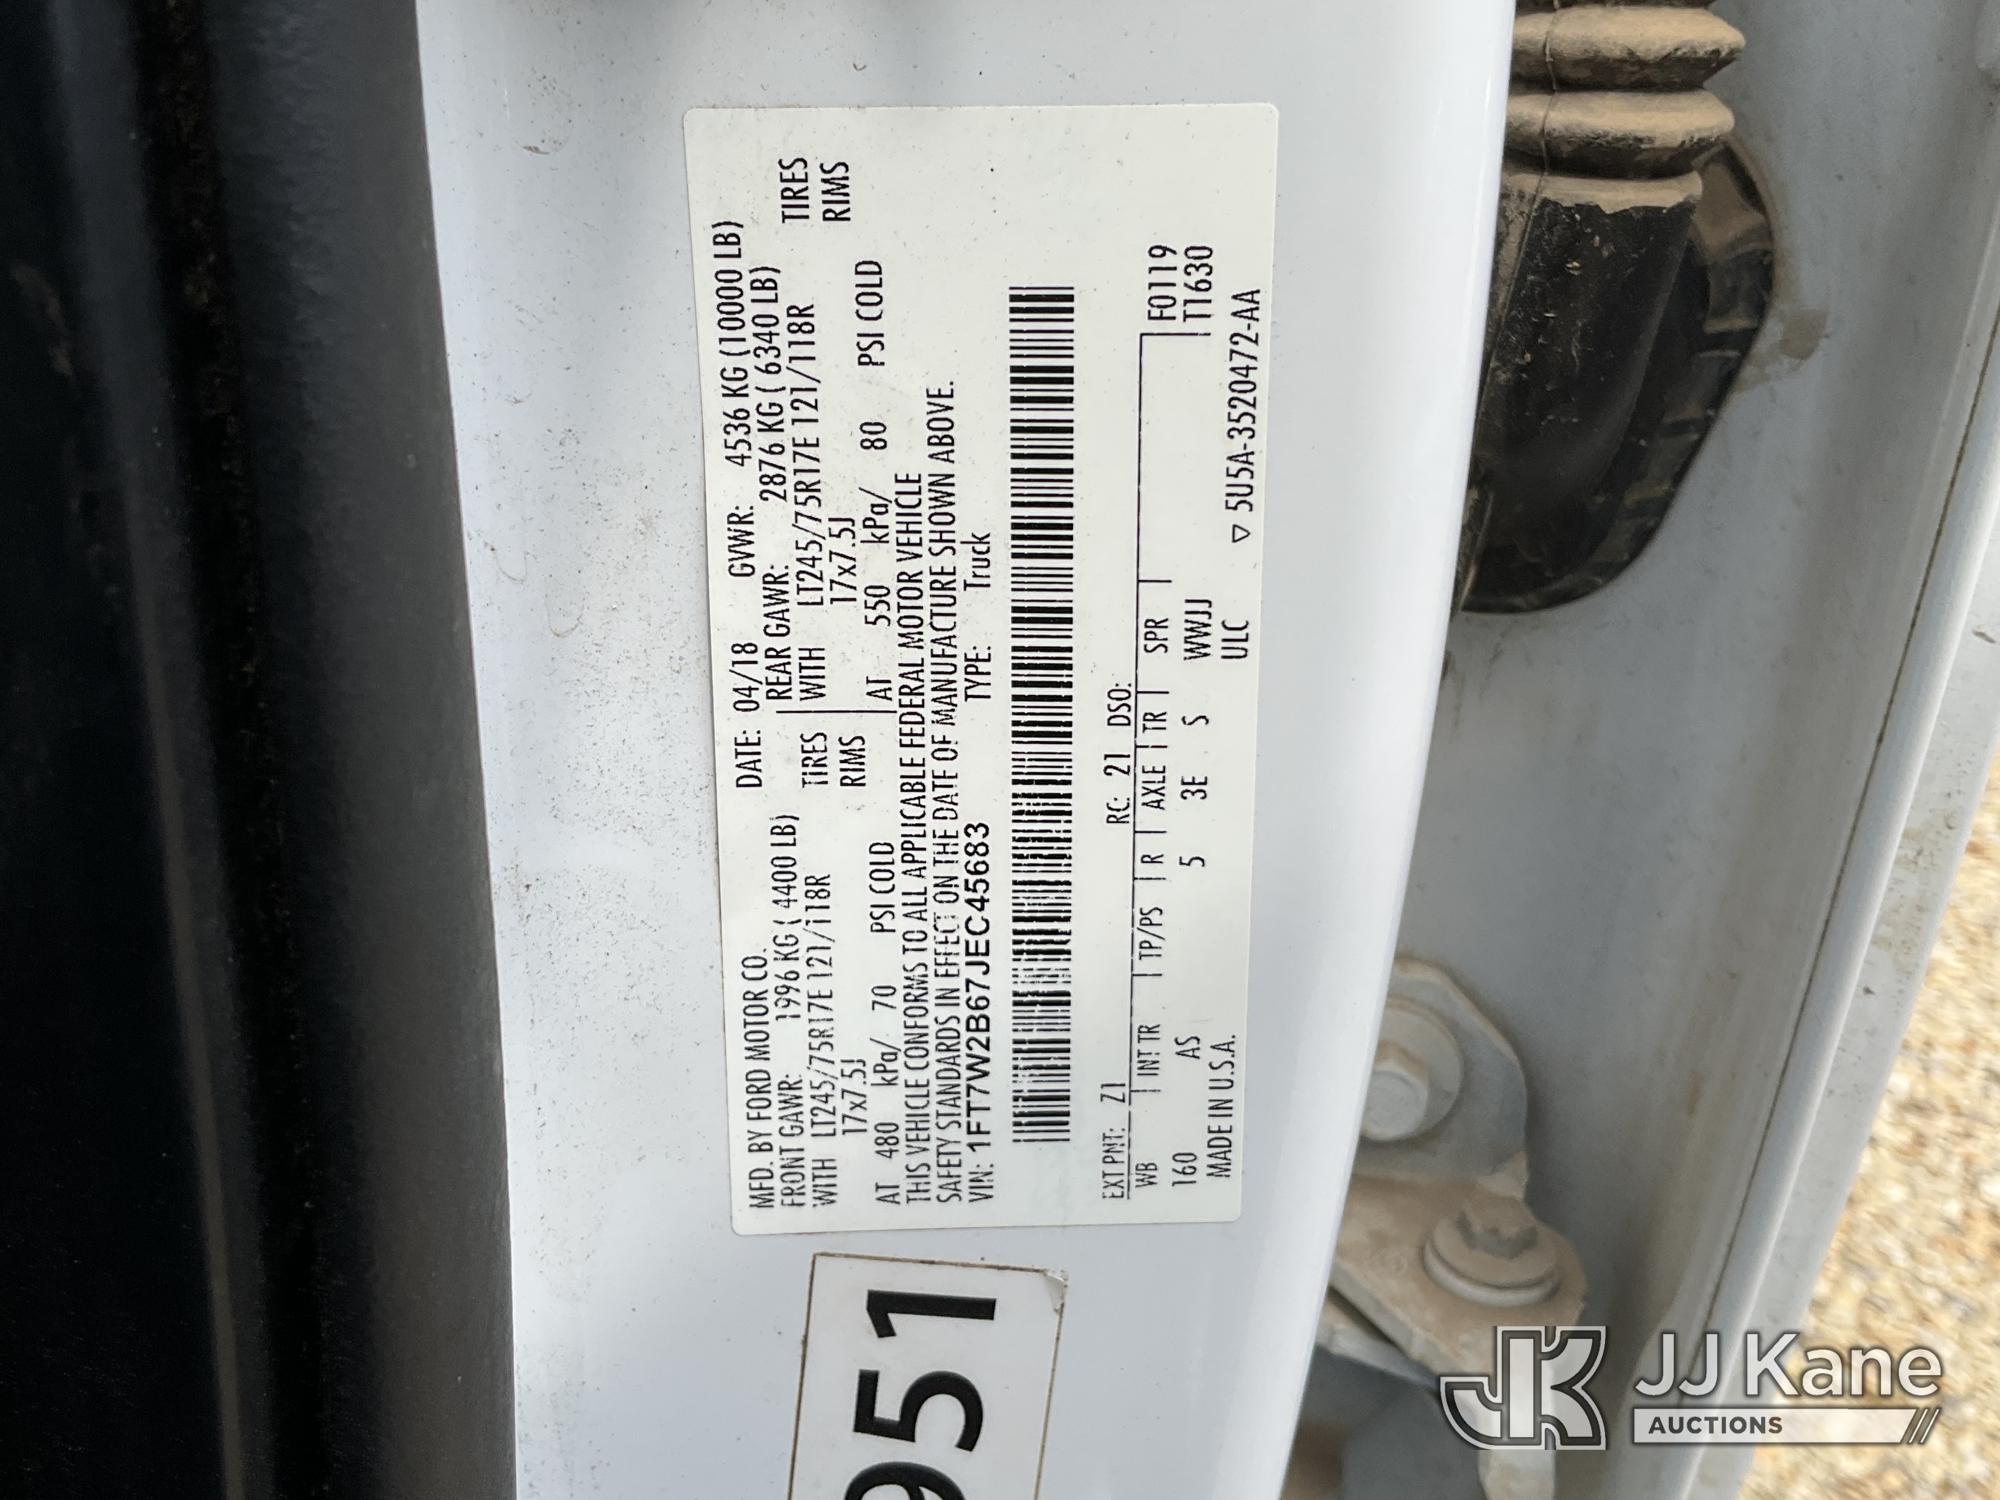 MFD. BY FORD MOTOR CO.
DATE: 04/18 GVWR: 4536 KG (10000 LB)
FRONT GAWR: 1996 KG ( 4400 LB)
REAR GAWR: 2876 KG ( 6340 LB)
WITH LT245/75R17E 121/118R TIRES
WITH LT245/75R17E 121/118R TIRES
17x7.5J RIMS
17x7.5J RIMS
AT 480 kPa/ 70 PSI COLD
AT 550 kPa/ 80 PSI COLD
THIS VEHICLE CONFORMS TO ALL APPLICABLE FEDERAL MOTOR VEHICLE
SAFETY STANDARDS IN EFFECT ON THE DATE OF MANUFACTURE SHOWN ABOVE.
VIN: 1FT7W2B67JEC45683 TYPE: Truck
EXT PNT: Z1 RC: 21 DSO:
WB INT TR TP/PS R AXLE TR SPR F0119
160 AS 5 3E S WWJJ T1630
MADE IN U.S.A. ULC ▽ 5U5A-3520472-AA
951
JK JJ Kane
AUCTIONS